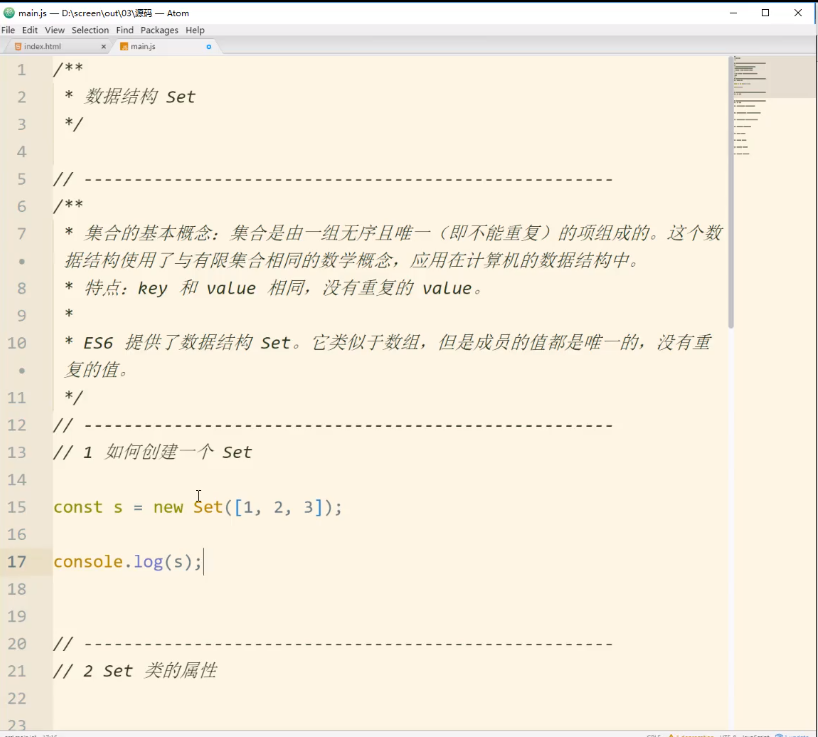 main.js — D:\screen\out\03\源码 — Atom
File Edit View Selection Find Packages Help
index.html
main.js
1 /**
2 * 数据结构 Set
3 */
4
5 // ----------------------------------------------------
6 /**
7 * 集合的基本概念：集合是由一组无序且唯一（即不能重复）的项组成的。这个数
• 据结构使用了与有限集合相同的数学概念，应用在计算机的数据结构中。
8 * 特点：key 和 value 相同，没有重复的 value。
9 *
10 * ES6 提供了数据结构 Set。它类似于数组，但是成员的值都是唯一的，没有重
• 复的值。
11 */
12 // ----------------------------------------------------
13 // 1 如何创建一个 Set
14
15 const s = new Set([1, 2, 3]);
16
17 console.log(s);
18
19
20 // ----------------------------------------------------
21 // 2 Set 类的属性
22
23